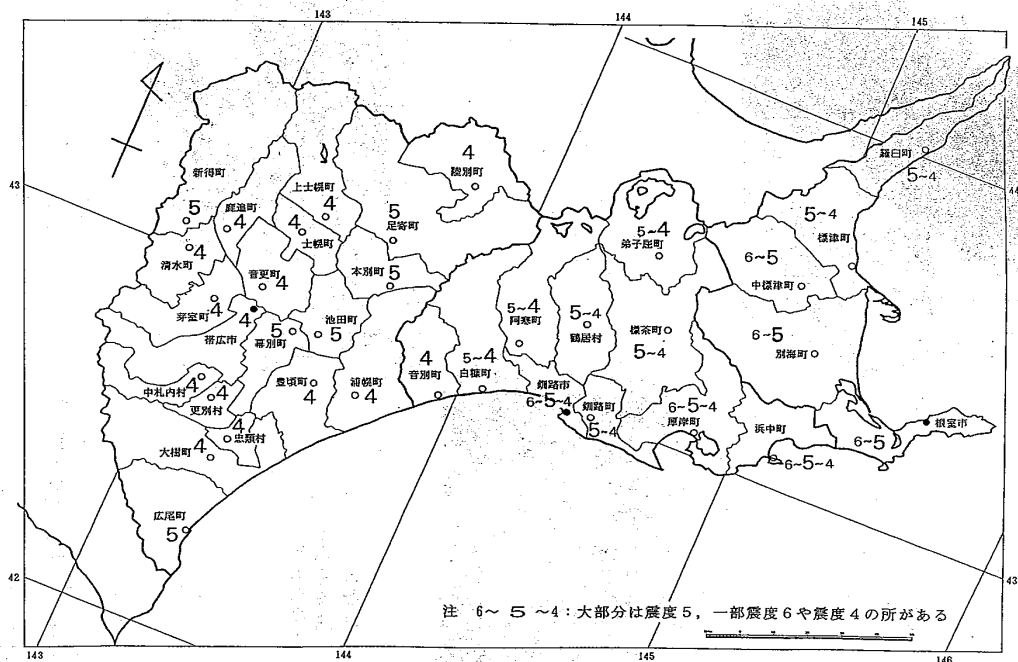 143
144
145
羅臼町
5~4
44
4
陸別町
新得町
5
43
鹿追町
4
上士幌町
4
士幌町
4
5
足寄町
5~4
弟子屈町
5~4
標津町
6~5
中標津町
清水町
4
音更町
4
本別町
5
芽室町
4
4
帯広市
幕別町
5
池田町
5
5~4
阿寒町
5~4
鶴居村
標茶町
5~4
6~5
別海町
中札内村
4
更別村
4
豊頃町
4
浦幌町
4
4
音別町
5~4
白糠町
釧路市
6~5~4
釧路町
5~4
6~5~4
厚岸町
浜中町
6~5~4
6~5
根室市
4
忠類村
大樹町
4
広尾町
5
42
43
注 6~ 5 ~4:大部分は震度5,一部震度6や震度4の所がある
143
144
145
146